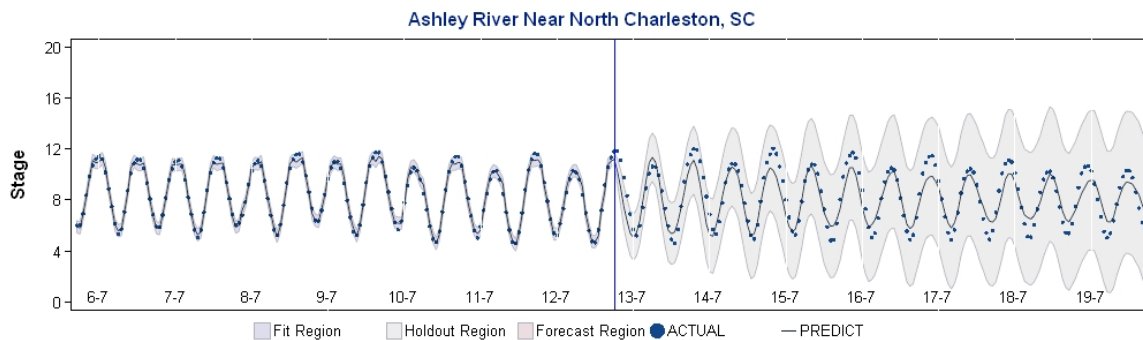 Ashley River Near North Charleston, SC
20
16
12
8
4
0
Stage
6-7 7-7 8-7 9-7 10-7 11-7 12-7 13-7 14-7 15-7 16-7 17-7 18-7 19-7
Fit Region Holdout Region Forecast Region ACTUAL PREDICT